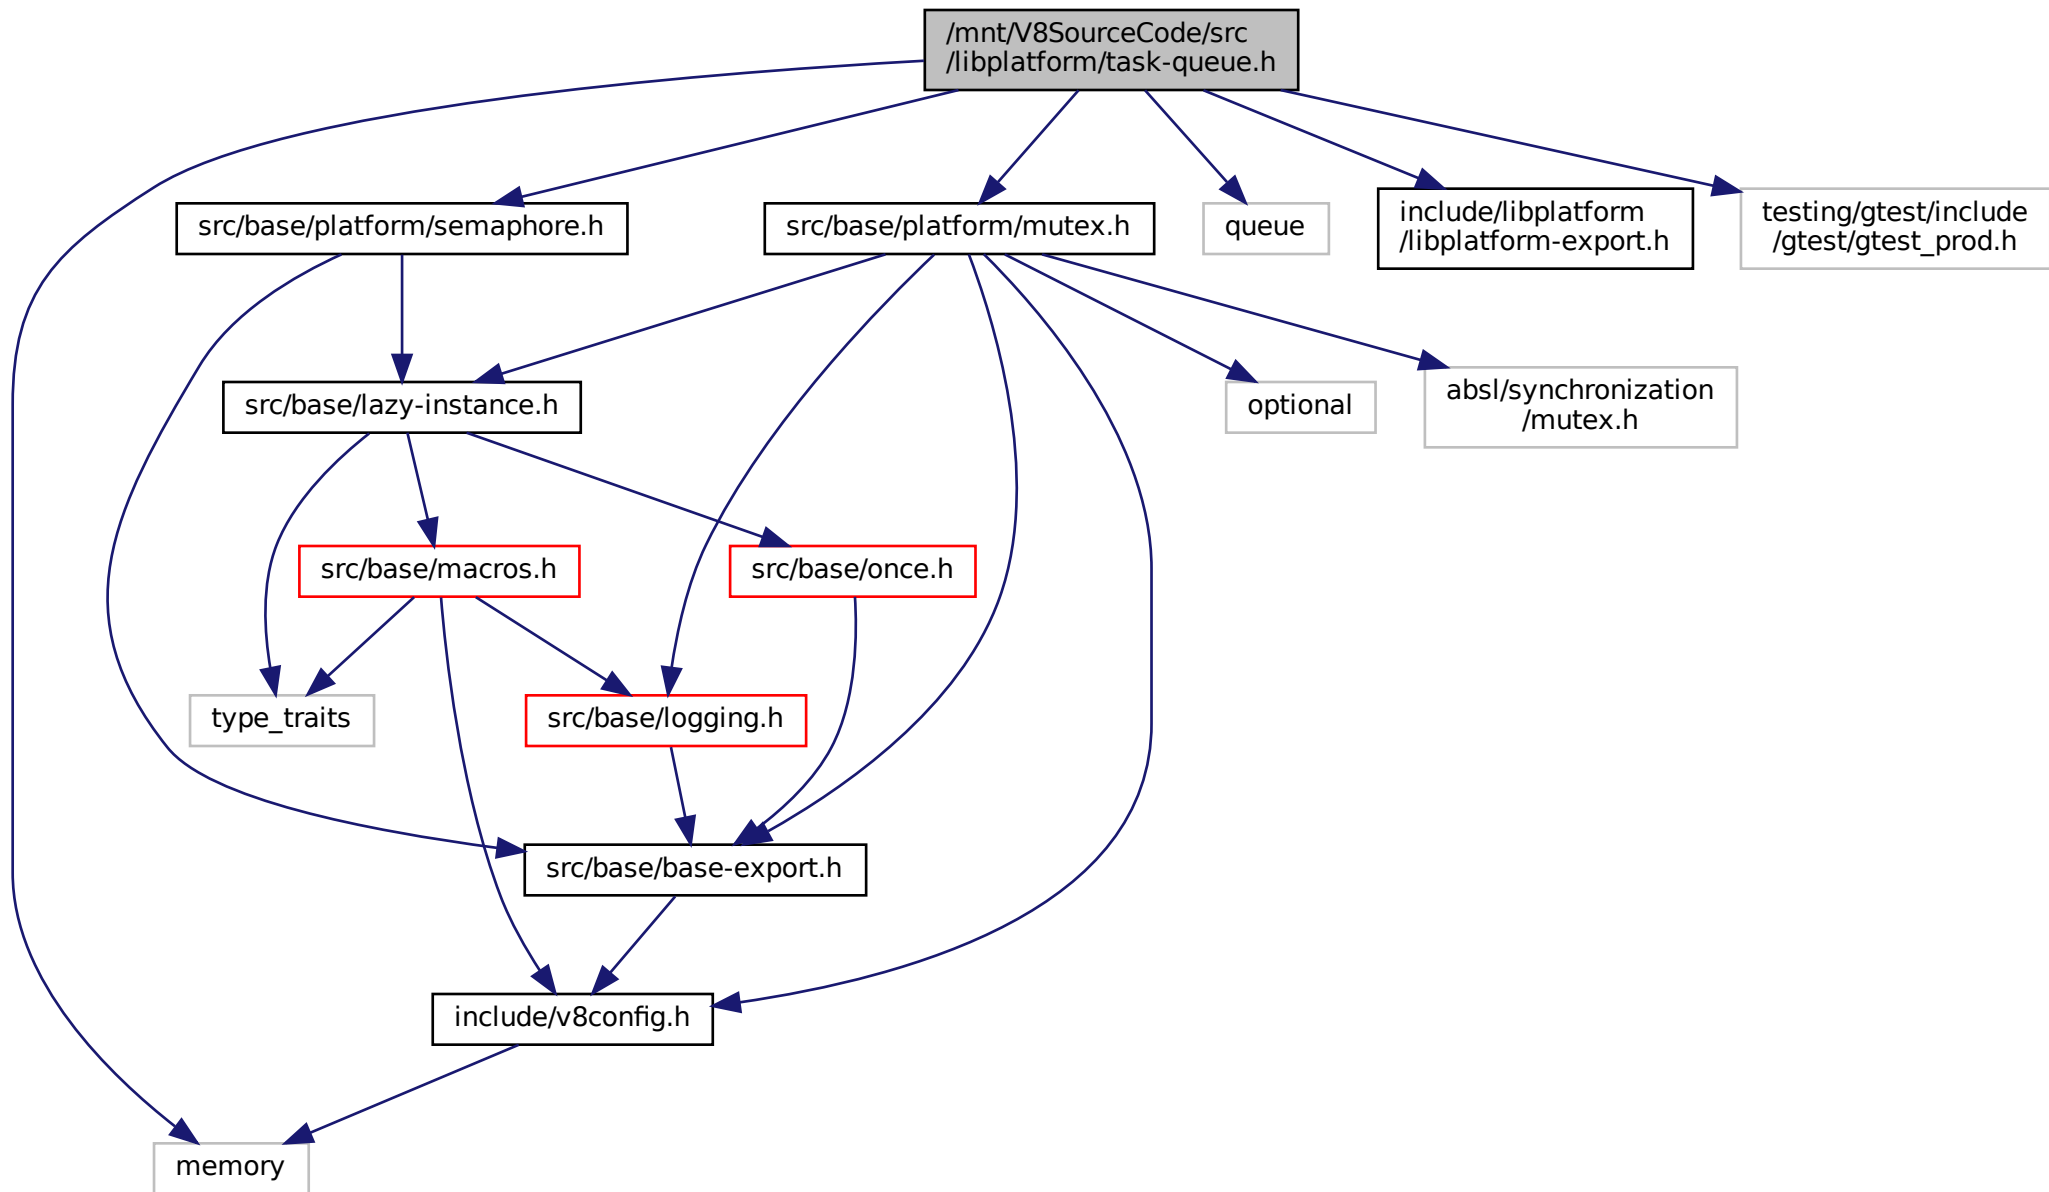 /mnt/V8SourceCode/src
/libplatform/task-queue.h
src/base/platform/semaphore.h
src/base/platform/mutex.h
queue
include/libplatform
/libplatform-export.h
testing/gtest/include
/gtest/gtest_prod.h
src/base/lazy-instance.h
optional
absl/synchronization
/mutex.h
src/base/macros.h
src/base/once.h
type_traits
src/base/logging.h
src/base/base-export.h
include/v8config.h
memory